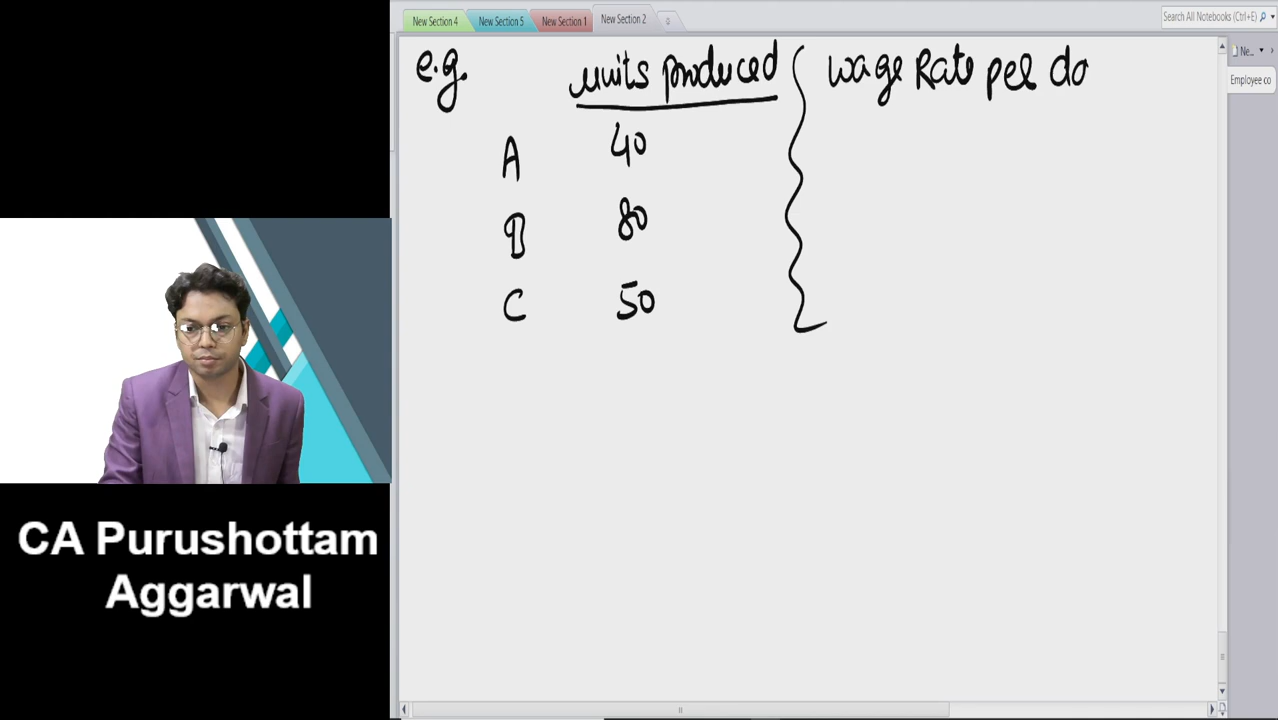 New Section 4 New Section 5 New Section 1 New Section 2
Search All Notebooks (Ctrl+E)
Ne...
Employee co
e.g. units produced wage Rate per do
A 40
B 80
C 50
CA Purushottam
Aggarwal